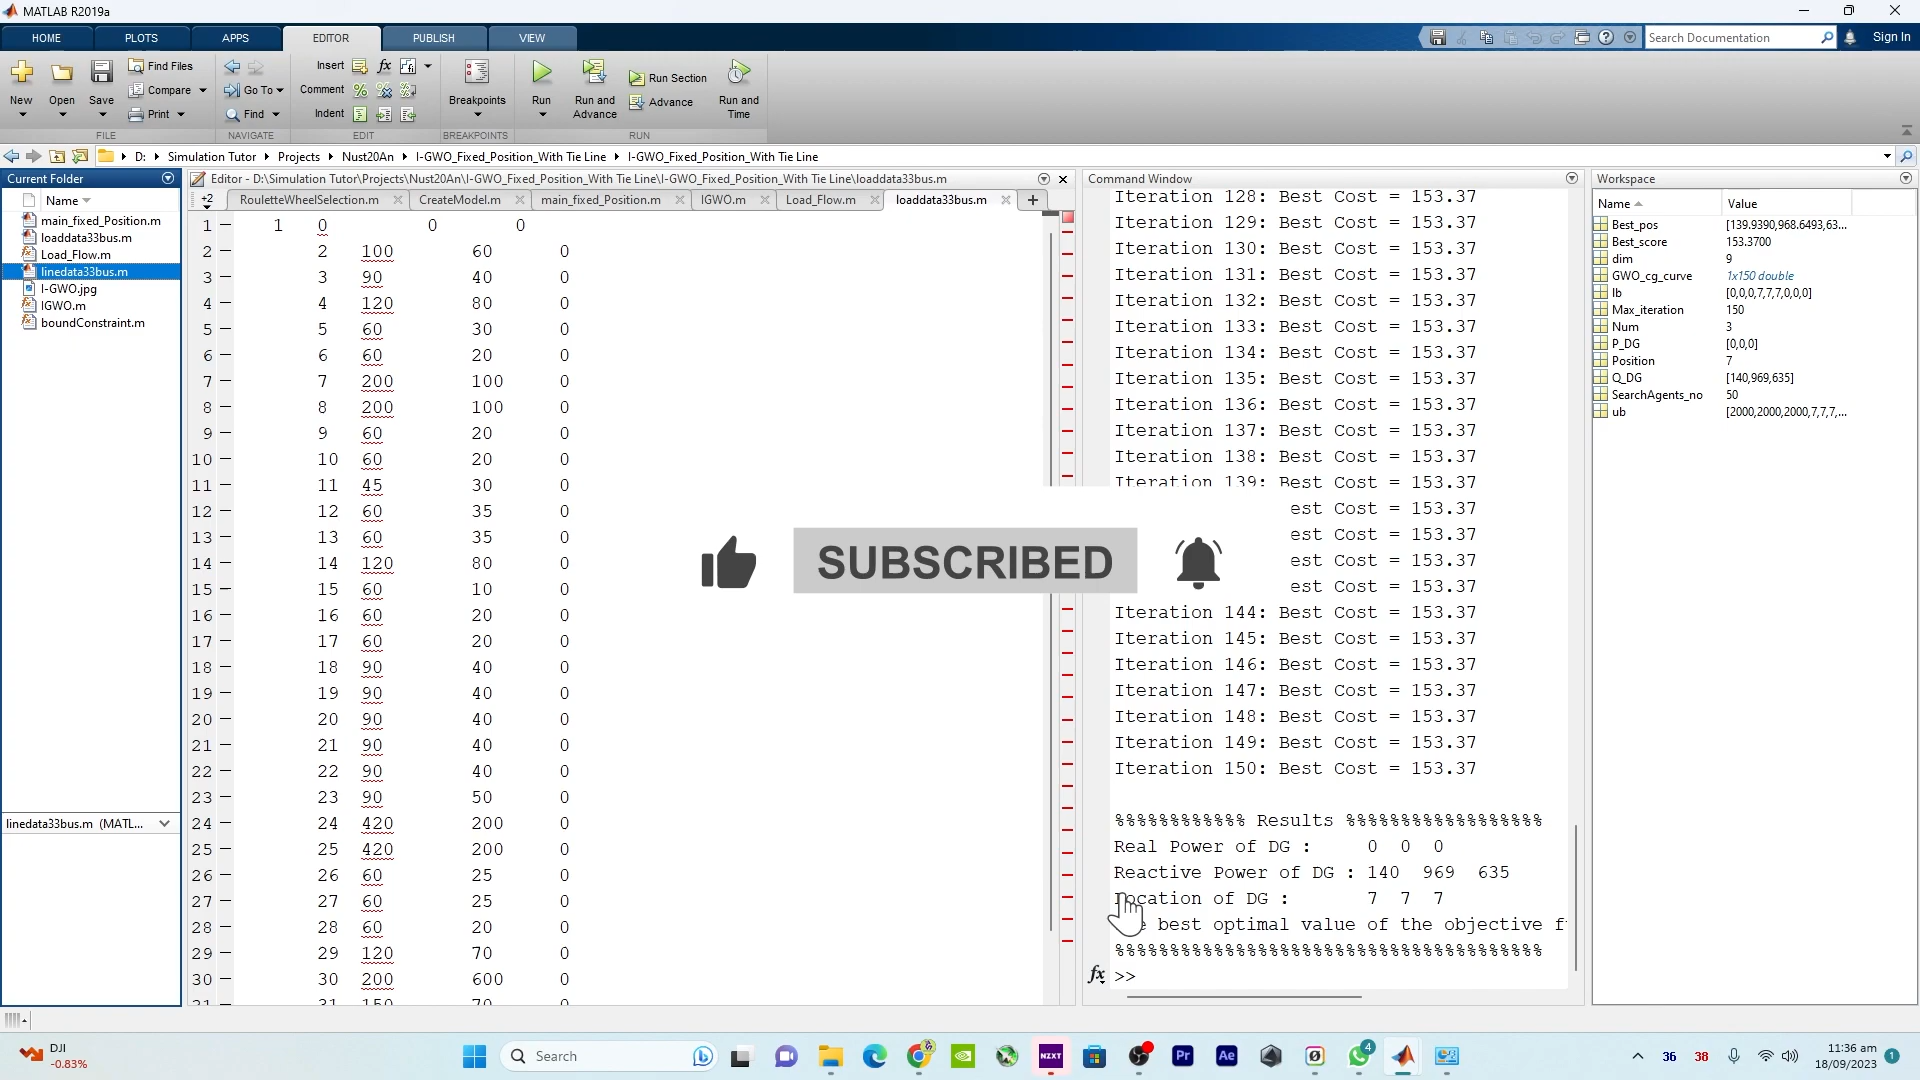 MATLAB R2019a
HOME PLOTS APPS EDITOR PUBLISH VIEW
Search Documentation
Sign In
New
Open
Save
Find Files
Compare
Print
FILE
Go To
Find
NAVIGATE
Insert
Comment
Indent
EDIT
Breakpoints
BREAKPOINTS
Run
Run and Advance
Run Section
Advance
Run and Time
RUN
D: Simulation Tutor Projects Nust20An I-GWO_Fixed_Position_With Tie Line I-GWO_Fixed_Position_With Tie Line
Current Folder
Name
main_fixed_Position.m
loaddata33bus.m
Load_Flow.m
linedata33bus.m
I-GWO.jpg
IGWO.m
boundConstraint.m
linedata33bus.m (MATL...
Editor - D:\Simulation Tutor\Projects\Nust20An\I-GWO_Fixed_Position_With Tie Line\I-GWO_Fixed_Position_With Tie Line\loaddata33bus.m
+2 RouletteWheelSelection.m CreateModel.m main_fixed_Position.m IGWO.m Load_Flow.m loaddata33bus.m
1 — 1 0 0 0
2 — 2 100 60 0
3 — 3 90 40 0
4 — 4 120 80 0
5 — 5 60 30 0
6 — 6 60 20 0
7 — 7 200 100 0
8 — 8 200 100 0
9 — 9 60 20 0
10 — 10 60 20 0
11 — 11 45 30 0
12 — 12 60 35 0
13 — 13 60 35 0
14 — 14 120 80 0
15 — 15 60 10 0
16 — 16 60 20 0
17 — 17 60 20 0
18 — 18 90 40 0
19 — 19 90 40 0
20 — 20 90 40 0
21 — 21 90 40 0
22 — 22 90 40 0
23 — 23 90 50 0
24 — 24 420 200 0
25 — 25 420 200 0
26 — 26 60 25 0
27 — 27 60 25 0
28 — 28 60 20 0
29 — 29 120 70 0
30 — 30 200 600 0
31 — 31 150 70 0
SUBSCRIBED
Command Window
Iteration 128: Best Cost = 153.37
Iteration 129: Best Cost = 153.37
Iteration 130: Best Cost = 153.37
Iteration 131: Best Cost = 153.37
Iteration 132: Best Cost = 153.37
Iteration 133: Best Cost = 153.37
Iteration 134: Best Cost = 153.37
Iteration 135: Best Cost = 153.37
Iteration 136: Best Cost = 153.37
Iteration 137: Best Cost = 153.37
Iteration 138: Best Cost = 153.37
Iteration 139: Best Cost = 153.37
est Cost = 153.37
est Cost = 153.37
est Cost = 153.37
est Cost = 153.37
Iteration 144: Best Cost = 153.37
Iteration 145: Best Cost = 153.37
Iteration 146: Best Cost = 153.37
Iteration 147: Best Cost = 153.37
Iteration 148: Best Cost = 153.37
Iteration 149: Best Cost = 153.37
Iteration 150: Best Cost = 153.37
%%%%%%%%%%%% Results %%%%%%%%%%%%%%%%%%
Real Power of DG : 0 0 0
Reactive Power of DG : 140 969 635
Location of DG : 7 7 7
best optimal value of the objective f
%%%%%%%%%%%%%%%%%%%%%%%%%%%%%%%%%%%%%%%
fx >>
Workspace
Name Value
Best_pos [139.9390,968.6493,63...
Best_score 153.3700
dim 9
GWO_cg_curve 1x150 double
lb [0,0,0,7,7,7,0,0,0]
Max_iteration 150
Num 3
P_DG [0,0,0]
Position 7
Q_DG [140,969,635]
SearchAgents_no 50
ub [2000,2000,2000,7,7,7,...
DJI
-0.83%
Search
NZXT
Pr
Ae
4
36
38
11:36 am
18/09/2023
1